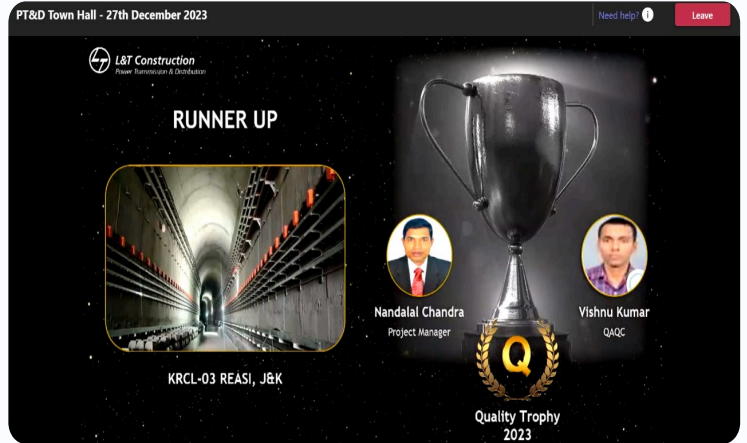 PT&D Town Hall - 27th December 2023
Need help? i
Leave
L&T Construction
Power Transmission & Distribution
RUNNER UP
KRCL-03 REASI, J&K
Nandalal Chandra
Project Manager
Vishnu Kumar
QAQC
Q
Quality Trophy
2023